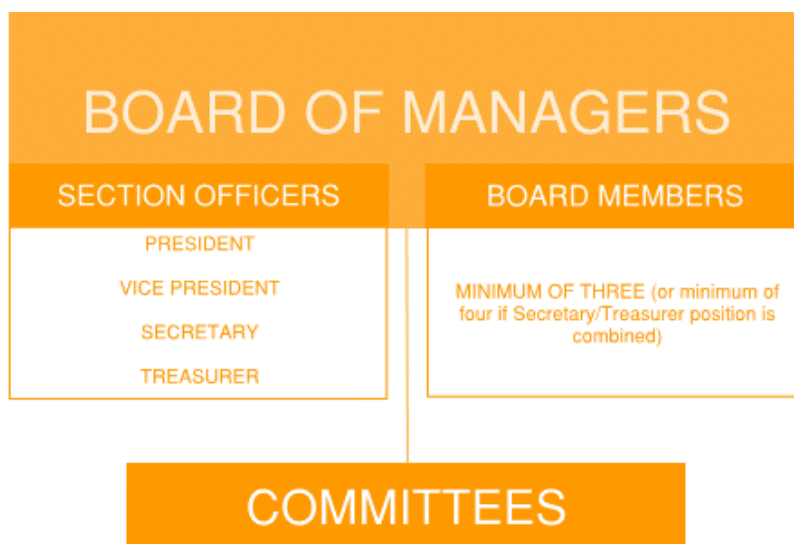 BOARD OF MANAGERS
SECTION OFFICERS
PRESIDENT
VICE PRESIDENT
SECRETARY
TREASURER
BOARD MEMBERS
MINIMUM OF THREE (or minimum of
four if Secretary/Treasurer position is
combined)
COMMITTEES